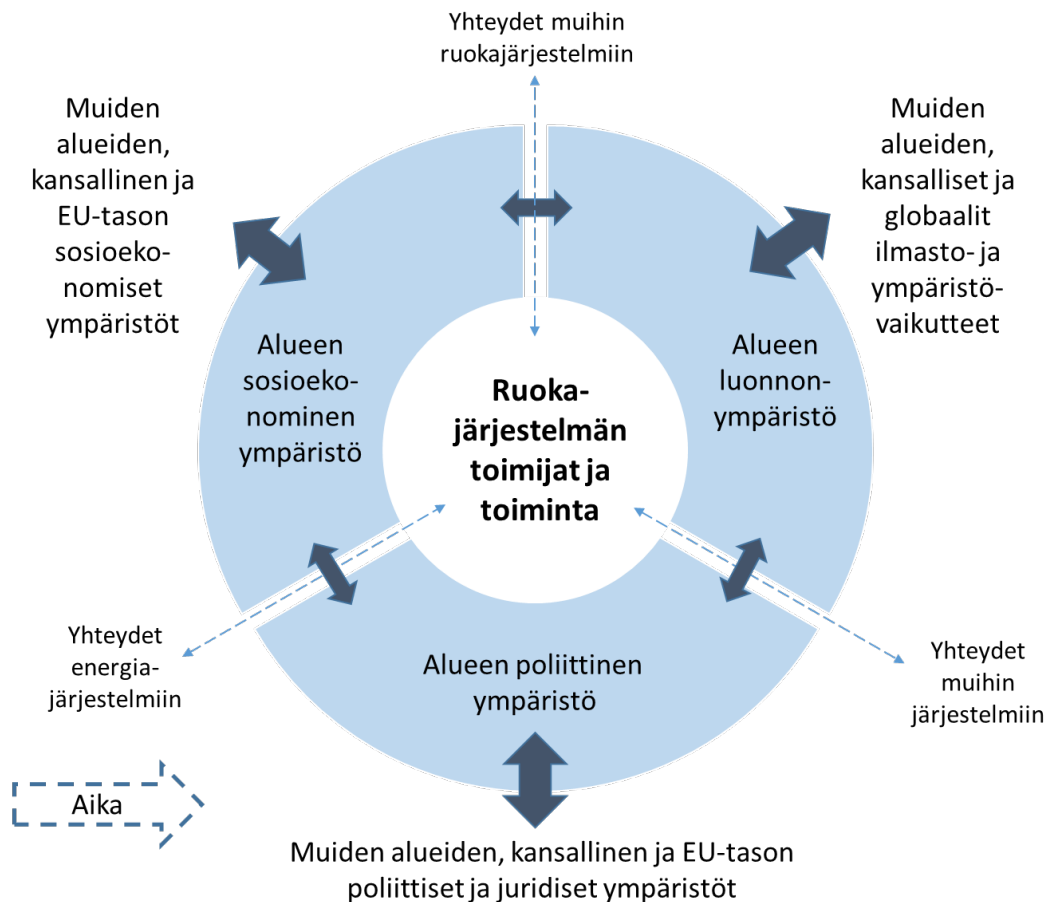 Yhteydet muihin
ruokajärjestelmiin
Muiden
alueiden,
kansallinen ja
EU-tason
sosioeko-
nomiset
ympäristöt
Muiden
alueiden,
kansalliset ja
globaalit
ilmasto- ja
ympäristö-
vaikutteet
Alueen
sosioeko-
nominen
ympäristö
Ruoka-
järjestelmän
toimijat ja
toiminta
Alueen
luonnon-
ympäristö
Yhteydet
energia-
järjestelmiin
Alueen poliittinen
ympäristö
Yhteydet
muihin
järjestelmiin
Aika
Muiden alueiden, kansallinen ja EU-tason
poliittiset ja juridiset ympäristöt